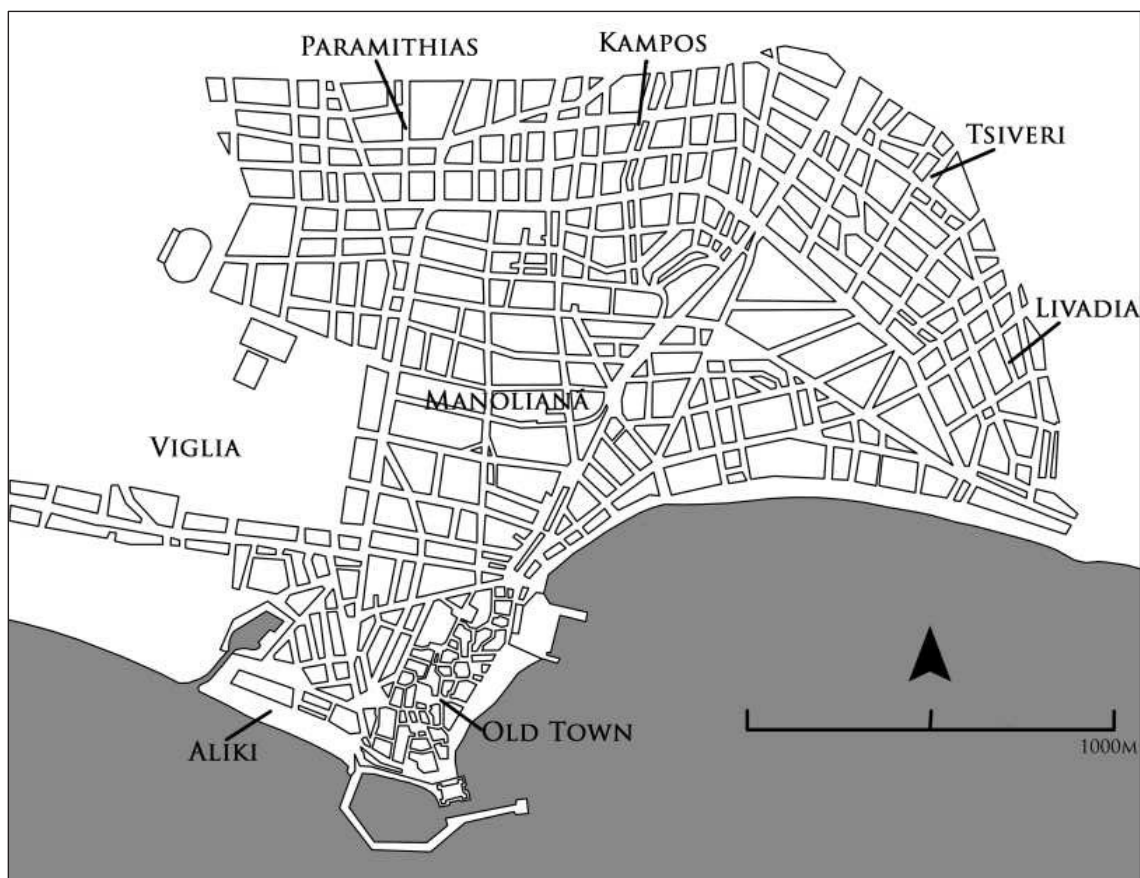 PARAMITHIAS
KAMPOS
TSIVERI
LIVADIA
MANOLIANÁ
VIGLIA
OLD TOWN
ALIKI
1000M